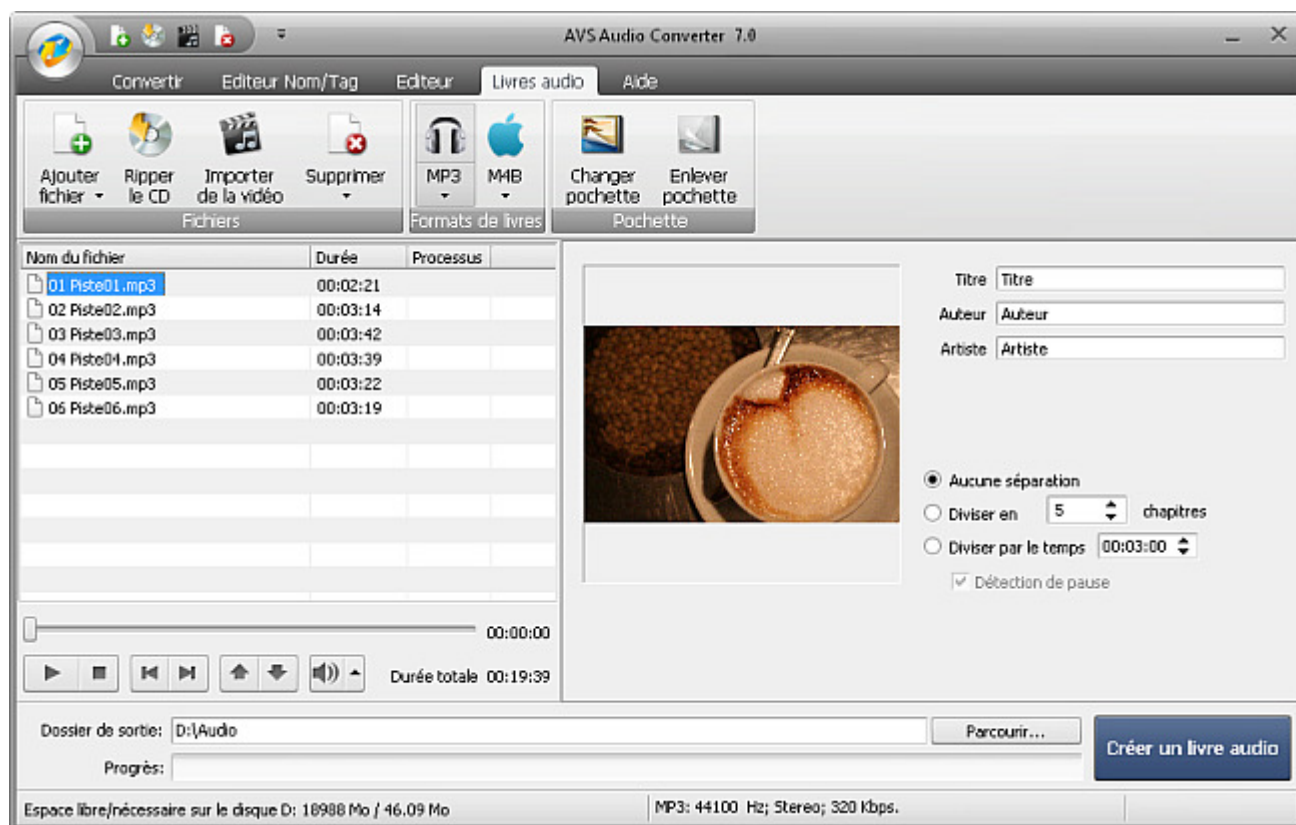 AVS Audio Converter 7.0
Convertir Editeur Nom/Tag Editeur Livres audio Aide
Ajouter fichier
Ripper le CD
Importer de la vidéo
Supprimer
MP3
M4B
Changer pochette
Enlever pochette
Fichiers
Formats de livres
Pochette
Nom du fichier Durée Processus
01 Piste01.mp3 00:02:21
02 Piste02.mp3 00:03:14
03 Piste03.mp3 00:03:42
04 Piste04.mp3 00:03:39
05 Piste05.mp3 00:03:22
06 Piste06.mp3 00:03:19
00:00:00
Durée totale 00:19:39
Titre Titre
Auteur Auteur
Artiste Artiste
Aucune séparation
Diviser en 5 chapitres
Diviser par le temps 00:03:00
Détection de pause
Dossier de sortie: D:\Audio
Parcourir...
Progrès:
Créer un livre audio
Espace libre/nécessaire sur le disque D: 18988 Mo / 46.09 Mo
MP3: 44100 Hz; Stereo; 320 Kbps.